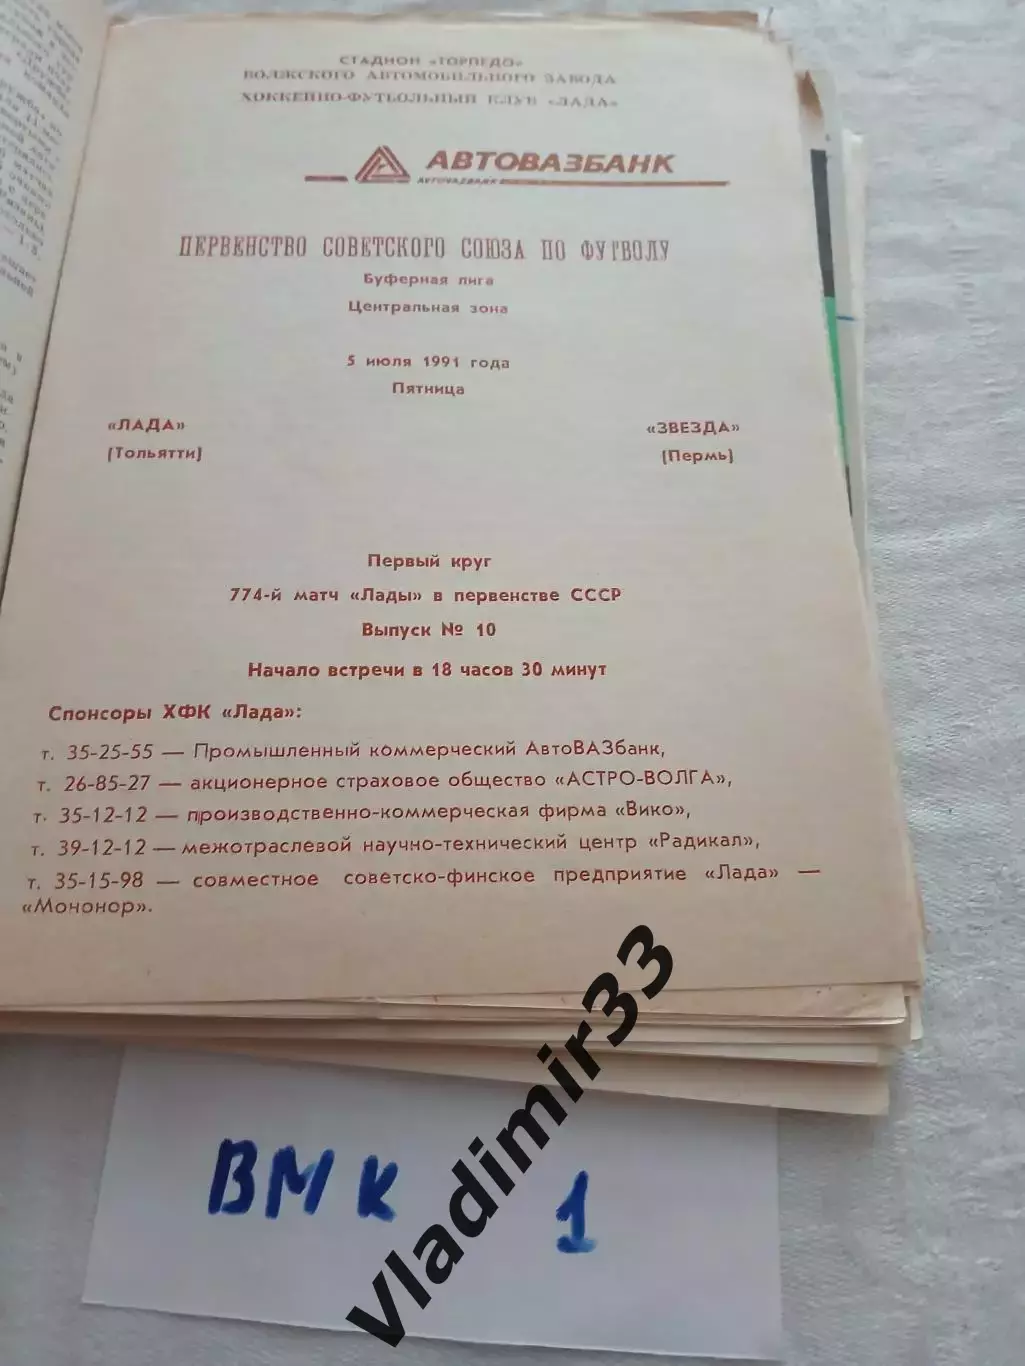 СТАДИОН «ТОРПЕДО»
ВОЛЖСКОГО АВТОМОБИЛЬНОГО ЗАВОДА
ХОККЕЙНО-ФУТБОЛЬНЫЙ КЛУБ «ЛАДА»
АВТОВАЗБАНК
АВТОВАЗБАНК
ПЕРВЕНСТВО СОВЕТСКОГО СОЮЗА ПО ФУТБОЛУ
Буферная лига
Центральная зона
5 июля 1991 года
Пятница
«ЛАДА» «ЗВЕЗДА»
(Тольятти) (Пермь)
Первый круг
774-й матч «Лады» в первенстве СССР
Выпуск № 10
Начало встречи в 18 часов 30 минут
Спонсоры ХФК «Лада»:
т. 35-25-55 — Промышленный коммерческий АвтоВАЗбанк,
т. 26-85-27 — акционерное страховое общество «АСТРО-ВОЛГА»,
т. 35-12-12 — производственно-коммерческая фирма «Вико»,
т. 39-12-12 — межотраслевой научно-технический центр «Радикал»,
т. 35-15-98 — совместное советско-финское предприятие «Лада» —
«Мононор».
ВМК 1
Vladimir33